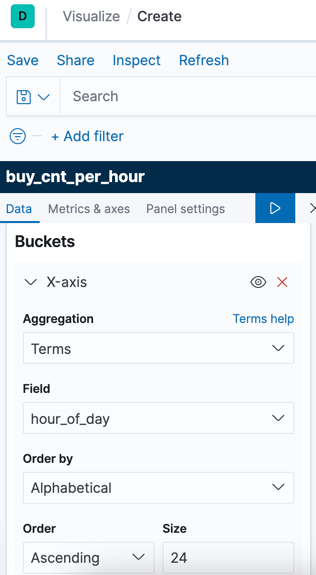 D Visualize / Create
Save Share Inspect Refresh
Search
+ Add filter
buy_cnt_per_hour
Data Metrics & axes Panel settings
Buckets
X-axis
Aggregation Terms help
Terms
Field
hour_of_day
Order by
Alphabetical
Order Size
Ascending 24